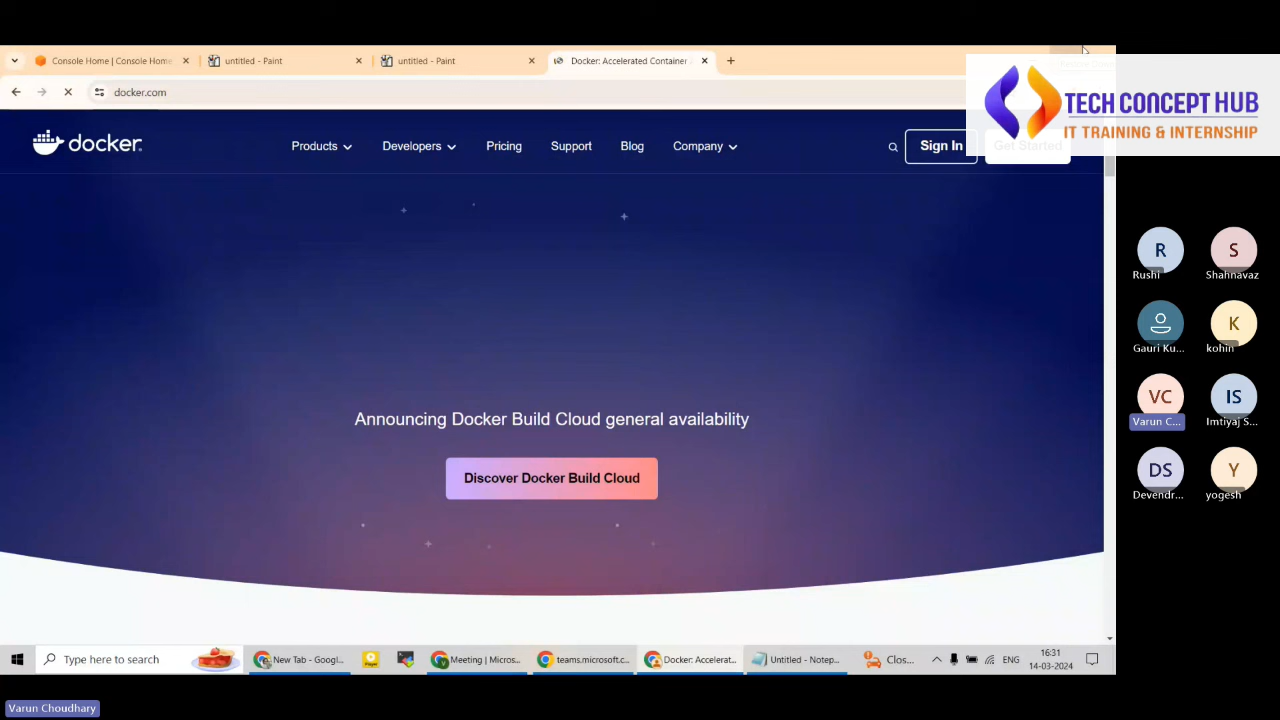 Console Home | Console Home
untitled - Paint
untitled - Paint
Docker: Accelerated Container
docker.com
TECH CONCEPT HUB
IT TRAINING & INTERNSHIP
docker
Products
Developers
Pricing
Support
Blog
Company
Sign In
Get Started
Announcing Docker Build Cloud general availability
Discover Docker Build Cloud
R
Rushi
S
Shahnavaz
Gauri Ku...
K
kohin
VC
Varun C...
IS
Imtiyaj S...
DS
Devendr...
Y
yogesh
Type here to search
New Tab - Googl...
Meeting | Micros...
teams.microsoft.c...
Docker: Accelerat...
Untitled - Notep...
Clos...
ENG
16:31
14-03-2024
Varun Choudhary